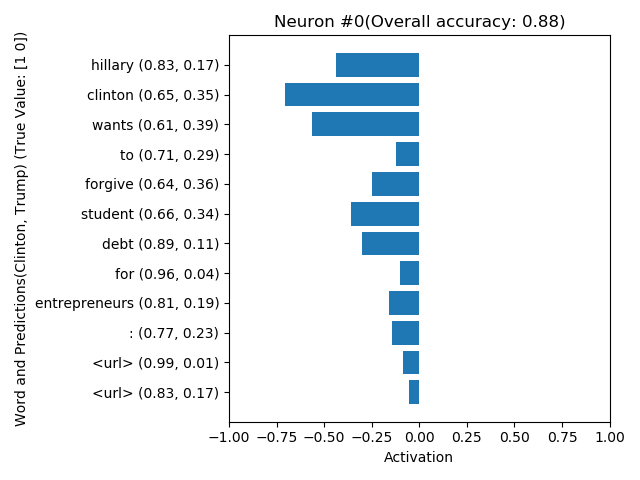 Neuron #0(Overall accuracy: 0.88)
Word and Predictions(Clinton, Trump) (True Value: [1 0])
hillary (0.83, 0.17)
clinton (0.65, 0.35)
wants (0.61, 0.39)
to (0.71, 0.29)
forgive (0.64, 0.36)
student (0.66, 0.34)
debt (0.89, 0.11)
for (0.96, 0.04)
entrepreneurs (0.81, 0.19)
: (0.77, 0.23)
<url> (0.99, 0.01)
<url> (0.83, 0.17)
−1.00 −0.75 −0.50 −0.25 0.00 0.25 0.50 0.75 1.00
Activation